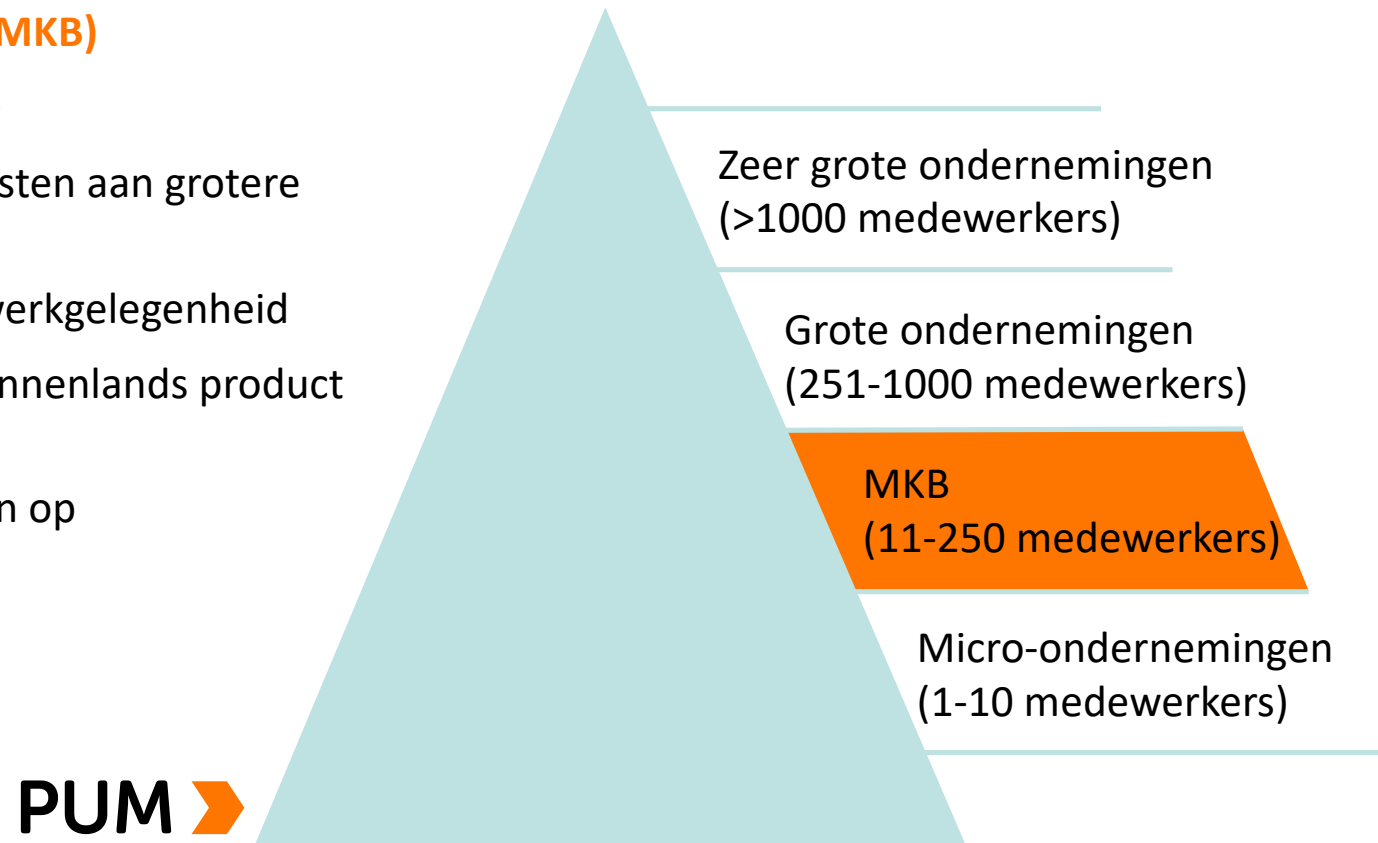 MKB)
sten aan grotere
werkgelegenheid
nnenlands product
n op
Zeer grote ondernemingen
(>1000 medewerkers)
Grote ondernemingen
(251-1000 medewerkers)
MKB
(11-250 medewerkers)
Micro-ondernemingen
(1-10 medewerkers)
PUM